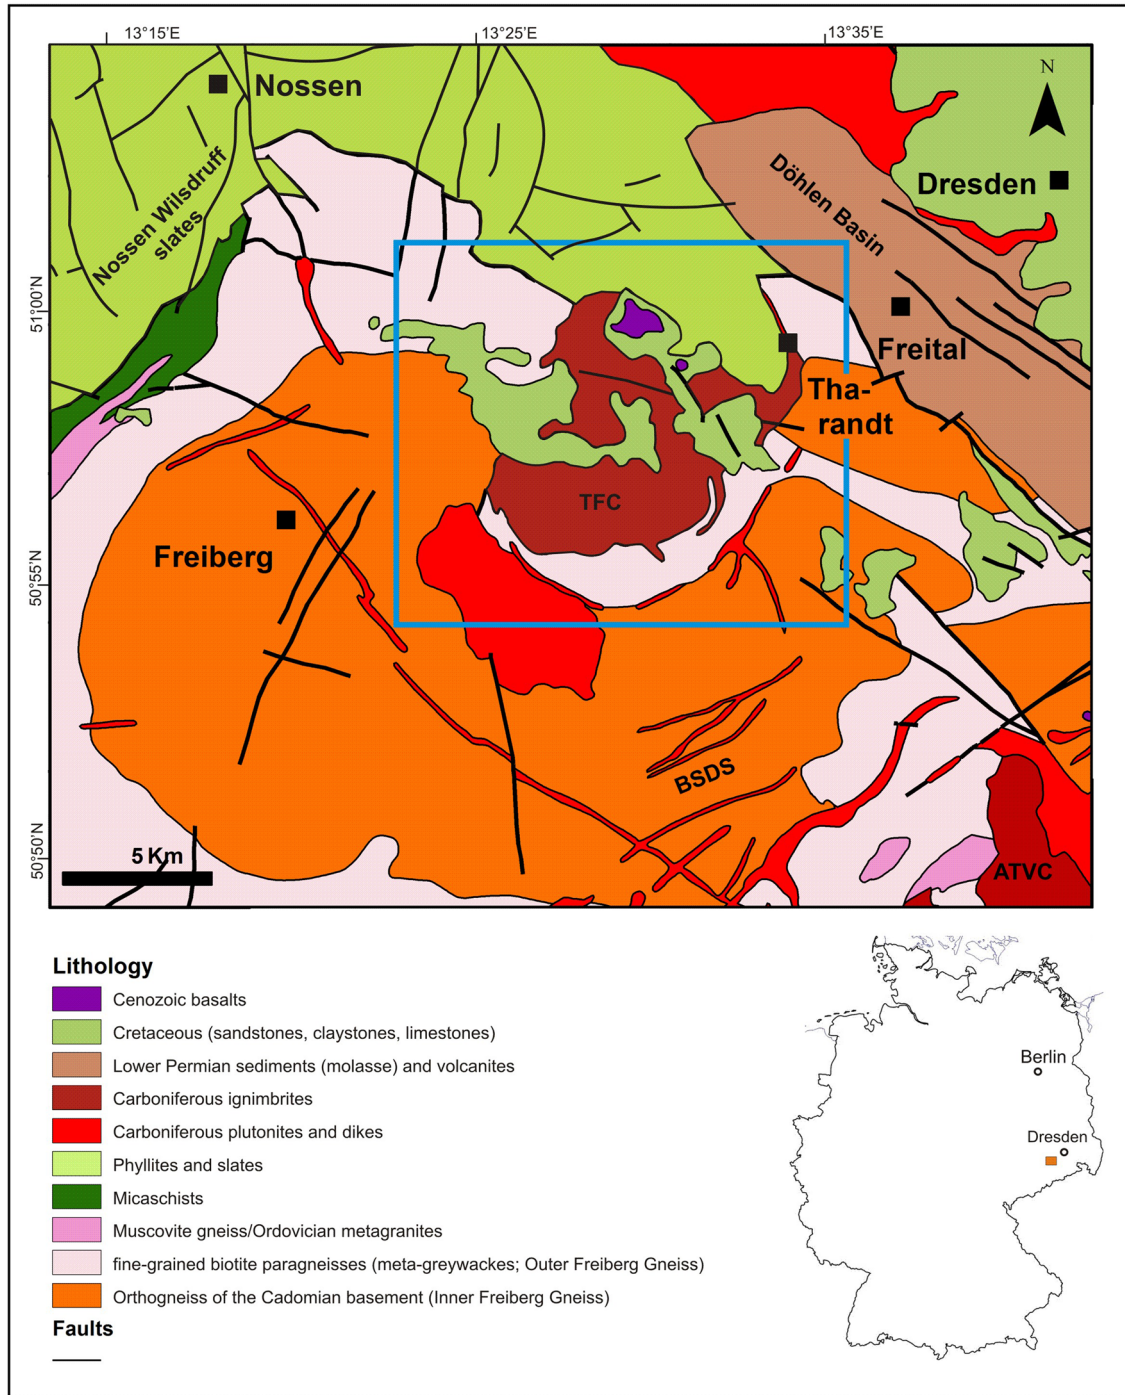 13°15'E
13°25'E
13°35'E
N
Nossen
Dresden
Döhlen Basin
Nossen Wilsdruff
slates
51°00'N
Freital
Tha-
randt
TFC
Freiberg
50°55'N
BSDS
50°50'N
5 Km
ATVC
Lithology
Cenozoic basalts
Cretaceous (sandstones, claystones, limestones)
Lower Permian sediments (molasse) and volcanites
Carboniferous ignimbrites
Carboniferous plutonites and dikes
Phyllites and slates
Micaschists
Muscovite gneiss/Ordovician metagranites
fine-grained biotite paragneisses (meta-greywackes; Outer Freiberg Gneiss)
Orthogneiss of the Cadomian basement (Inner Freiberg Gneiss)
Faults
Berlin
Dresden